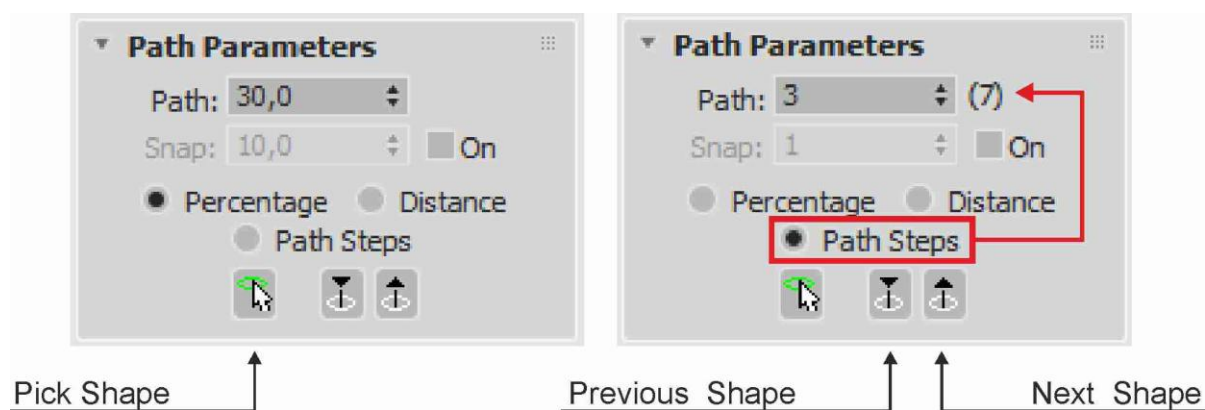 Path Parameters
Path: 30,0
Snap: 10,0 On
Percentage Distance
Path Steps
Pick Shape
Path Parameters
Path: 3 (7)
Snap: 1 On
Percentage Distance
Path Steps
Previous Shape Next Shape